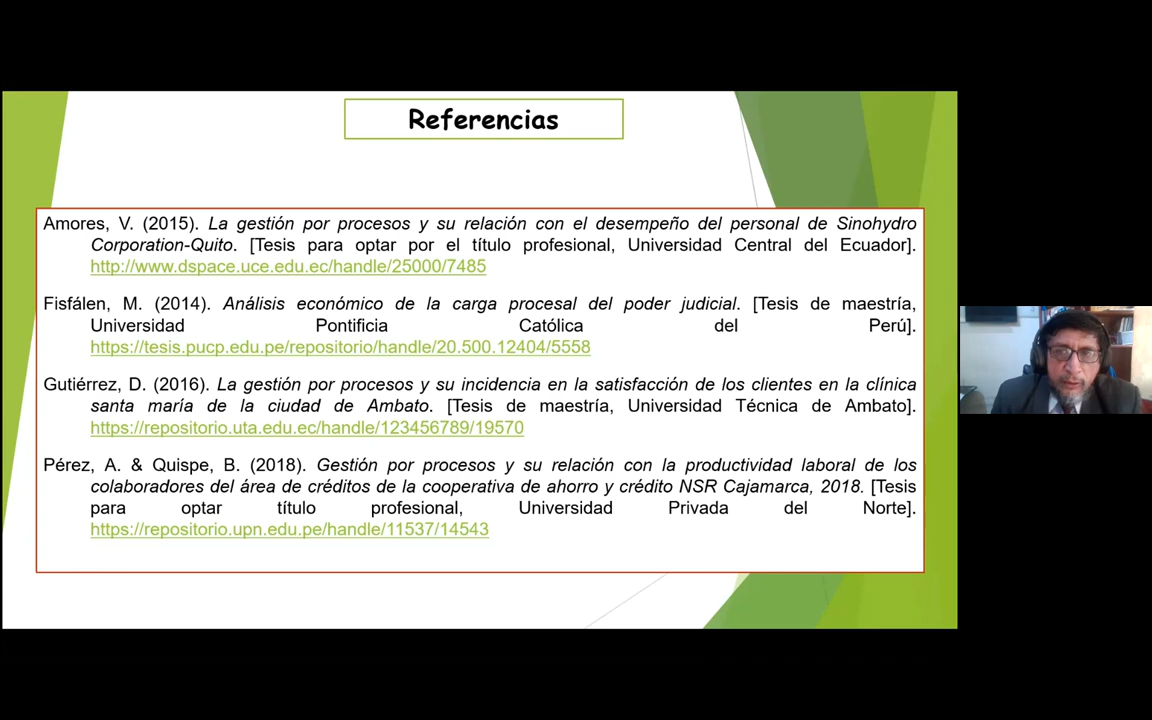 Referencias
Amores, V. (2015). La gestión por procesos y su relación con el desempeño del personal de Sinohydro
Corporation-Quito. [Tesis para optar por el título profesional, Universidad Central del Ecuador].
http://www.dspace.uce.edu.ec/handle/25000/7485
Fisfálen, M. (2014). Análisis económico de la carga procesal del poder judicial. [Tesis de maestría,
Universidad Pontificia Católica del Perú].
https://tesis.pucp.edu.pe/repositorio/handle/20.500.12404/5558
Gutiérrez, D. (2016). La gestión por procesos y su incidencia en la satisfacción de los clientes en la clínica
santa maría de la ciudad de Ambato. [Tesis de maestría, Universidad Técnica de Ambato].
https://repositorio.uta.edu.ec/handle/123456789/19570
Pérez, A. & Quispe, B. (2018). Gestión por procesos y su relación con la productividad laboral de los
colaboradores del área de créditos de la cooperativa de ahorro y crédito NSR Cajamarca, 2018. [Tesis
para optar título profesional, Universidad Privada del Norte].
https://repositorio.upn.edu.pe/handle/11537/14543